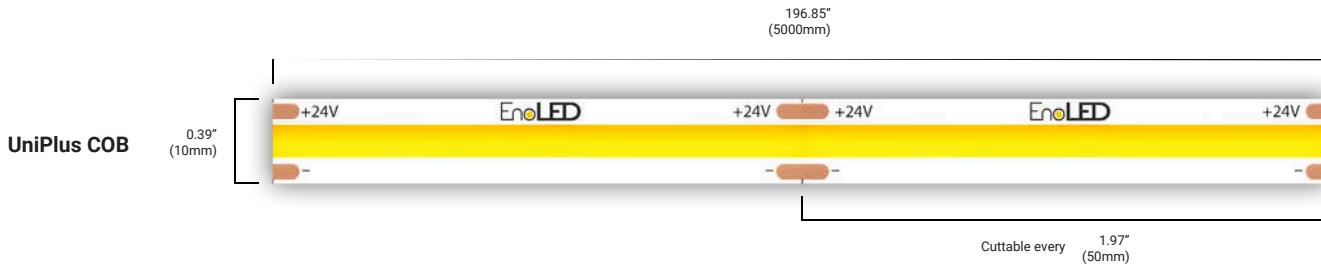 196.85”
(5000mm)
+24V EnoLED +24V +24V EnoLED +24V
UniPlus COB
0.39”
(10mm)
- - - -
Cuttable every
1.97”
(50mm)